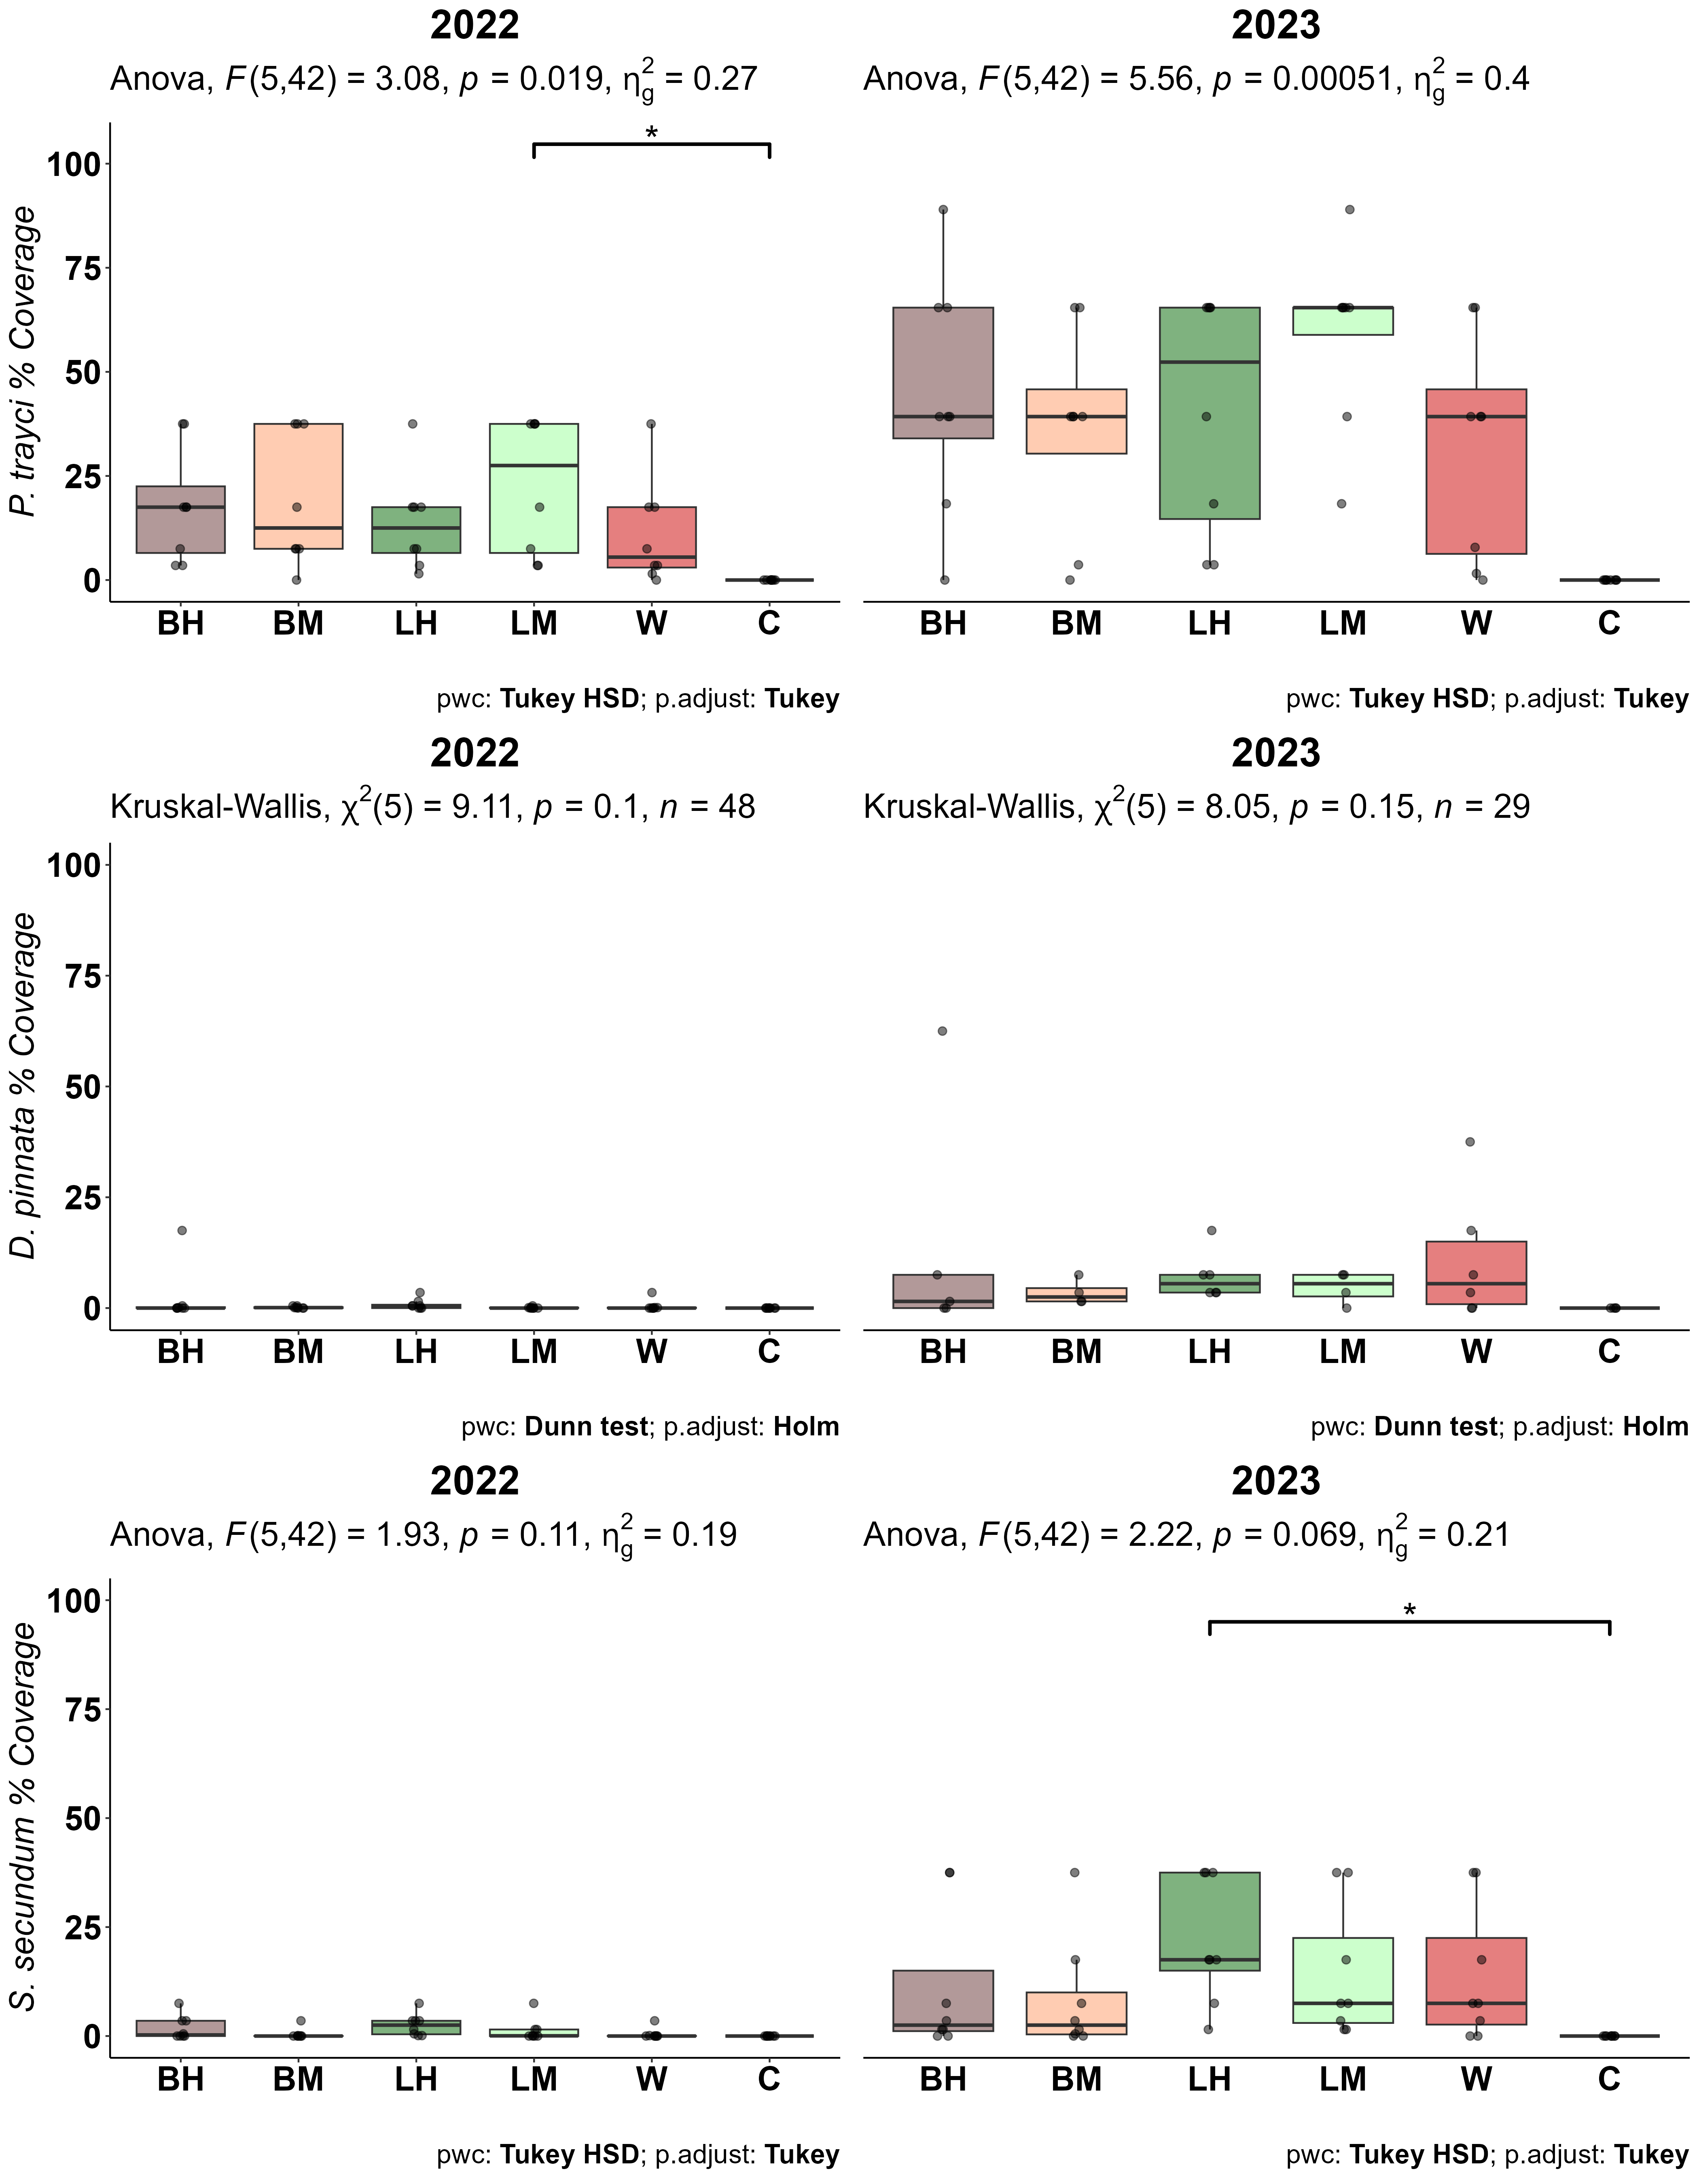 2022
2023
Anova, F(5,42) = 3.08, p = 0.019, η²g = 0.27
Anova, F(5,42) = 5.56, p = 0.00051, η²g = 0.4
P. trayci % Coverage
100
75
50
25
0
*
BH BM LH LM W C
BH BM LH LM W C
pwc: Tukey HSD; p.adjust: Tukey
pwc: Tukey HSD; p.adjust: Tukey
2022
2023
Kruskal-Wallis, χ²(5) = 9.11, p = 0.1, n = 48
Kruskal-Wallis, χ²(5) = 8.05, p = 0.15, n = 29
D. pinnata % Coverage
100
75
50
25
0
BH BM LH LM W C
BH BM LH LM W C
pwc: Dunn test; p.adjust: Holm
pwc: Dunn test; p.adjust: Holm
2022
2023
Anova, F(5,42) = 1.93, p = 0.11, η²g = 0.19
Anova, F(5,42) = 2.22, p = 0.069, η²g = 0.21
S. secundum % Coverage
100
75
50
25
0
*
BH BM LH LM W C
BH BM LH LM W C
pwc: Tukey HSD; p.adjust: Tukey
pwc: Tukey HSD; p.adjust: Tukey